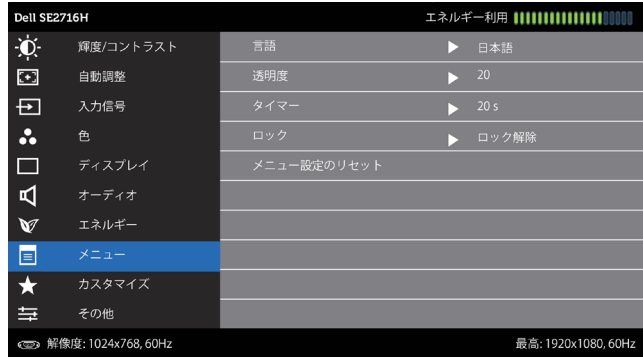 Dell SE2716H エネルギー利用
輝度/コントラスト 言語 日本語
自動調整 透明度 20
入力信号 タイマー 20 s
色 ロック ロック解除
ディスプレイ メニュー設定のリセット
オーディオ
エネルギー
メニュー
カスタマイズ
その他
解像度: 1024x768, 60Hz 最高: 1920x1080, 60Hz